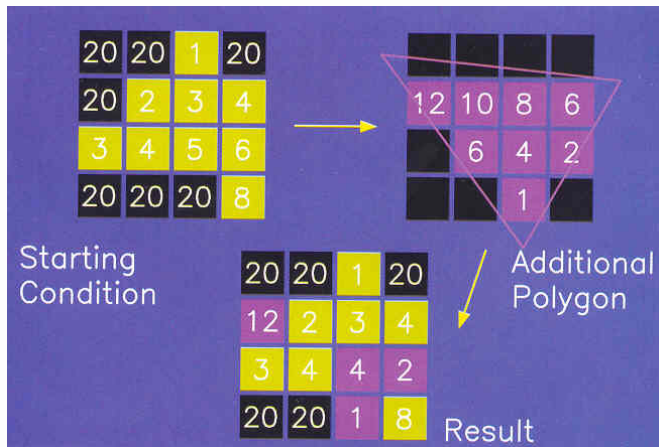 20 20 1 20
20 2 3 4
3 4 5 6
20 20 20 8
12 10 8 6
6 4 2
1
Starting
Condition
Additional
Polygon
20 20 1 20
12 2 3 4
3 4 4 2
20 20 1 8
Result